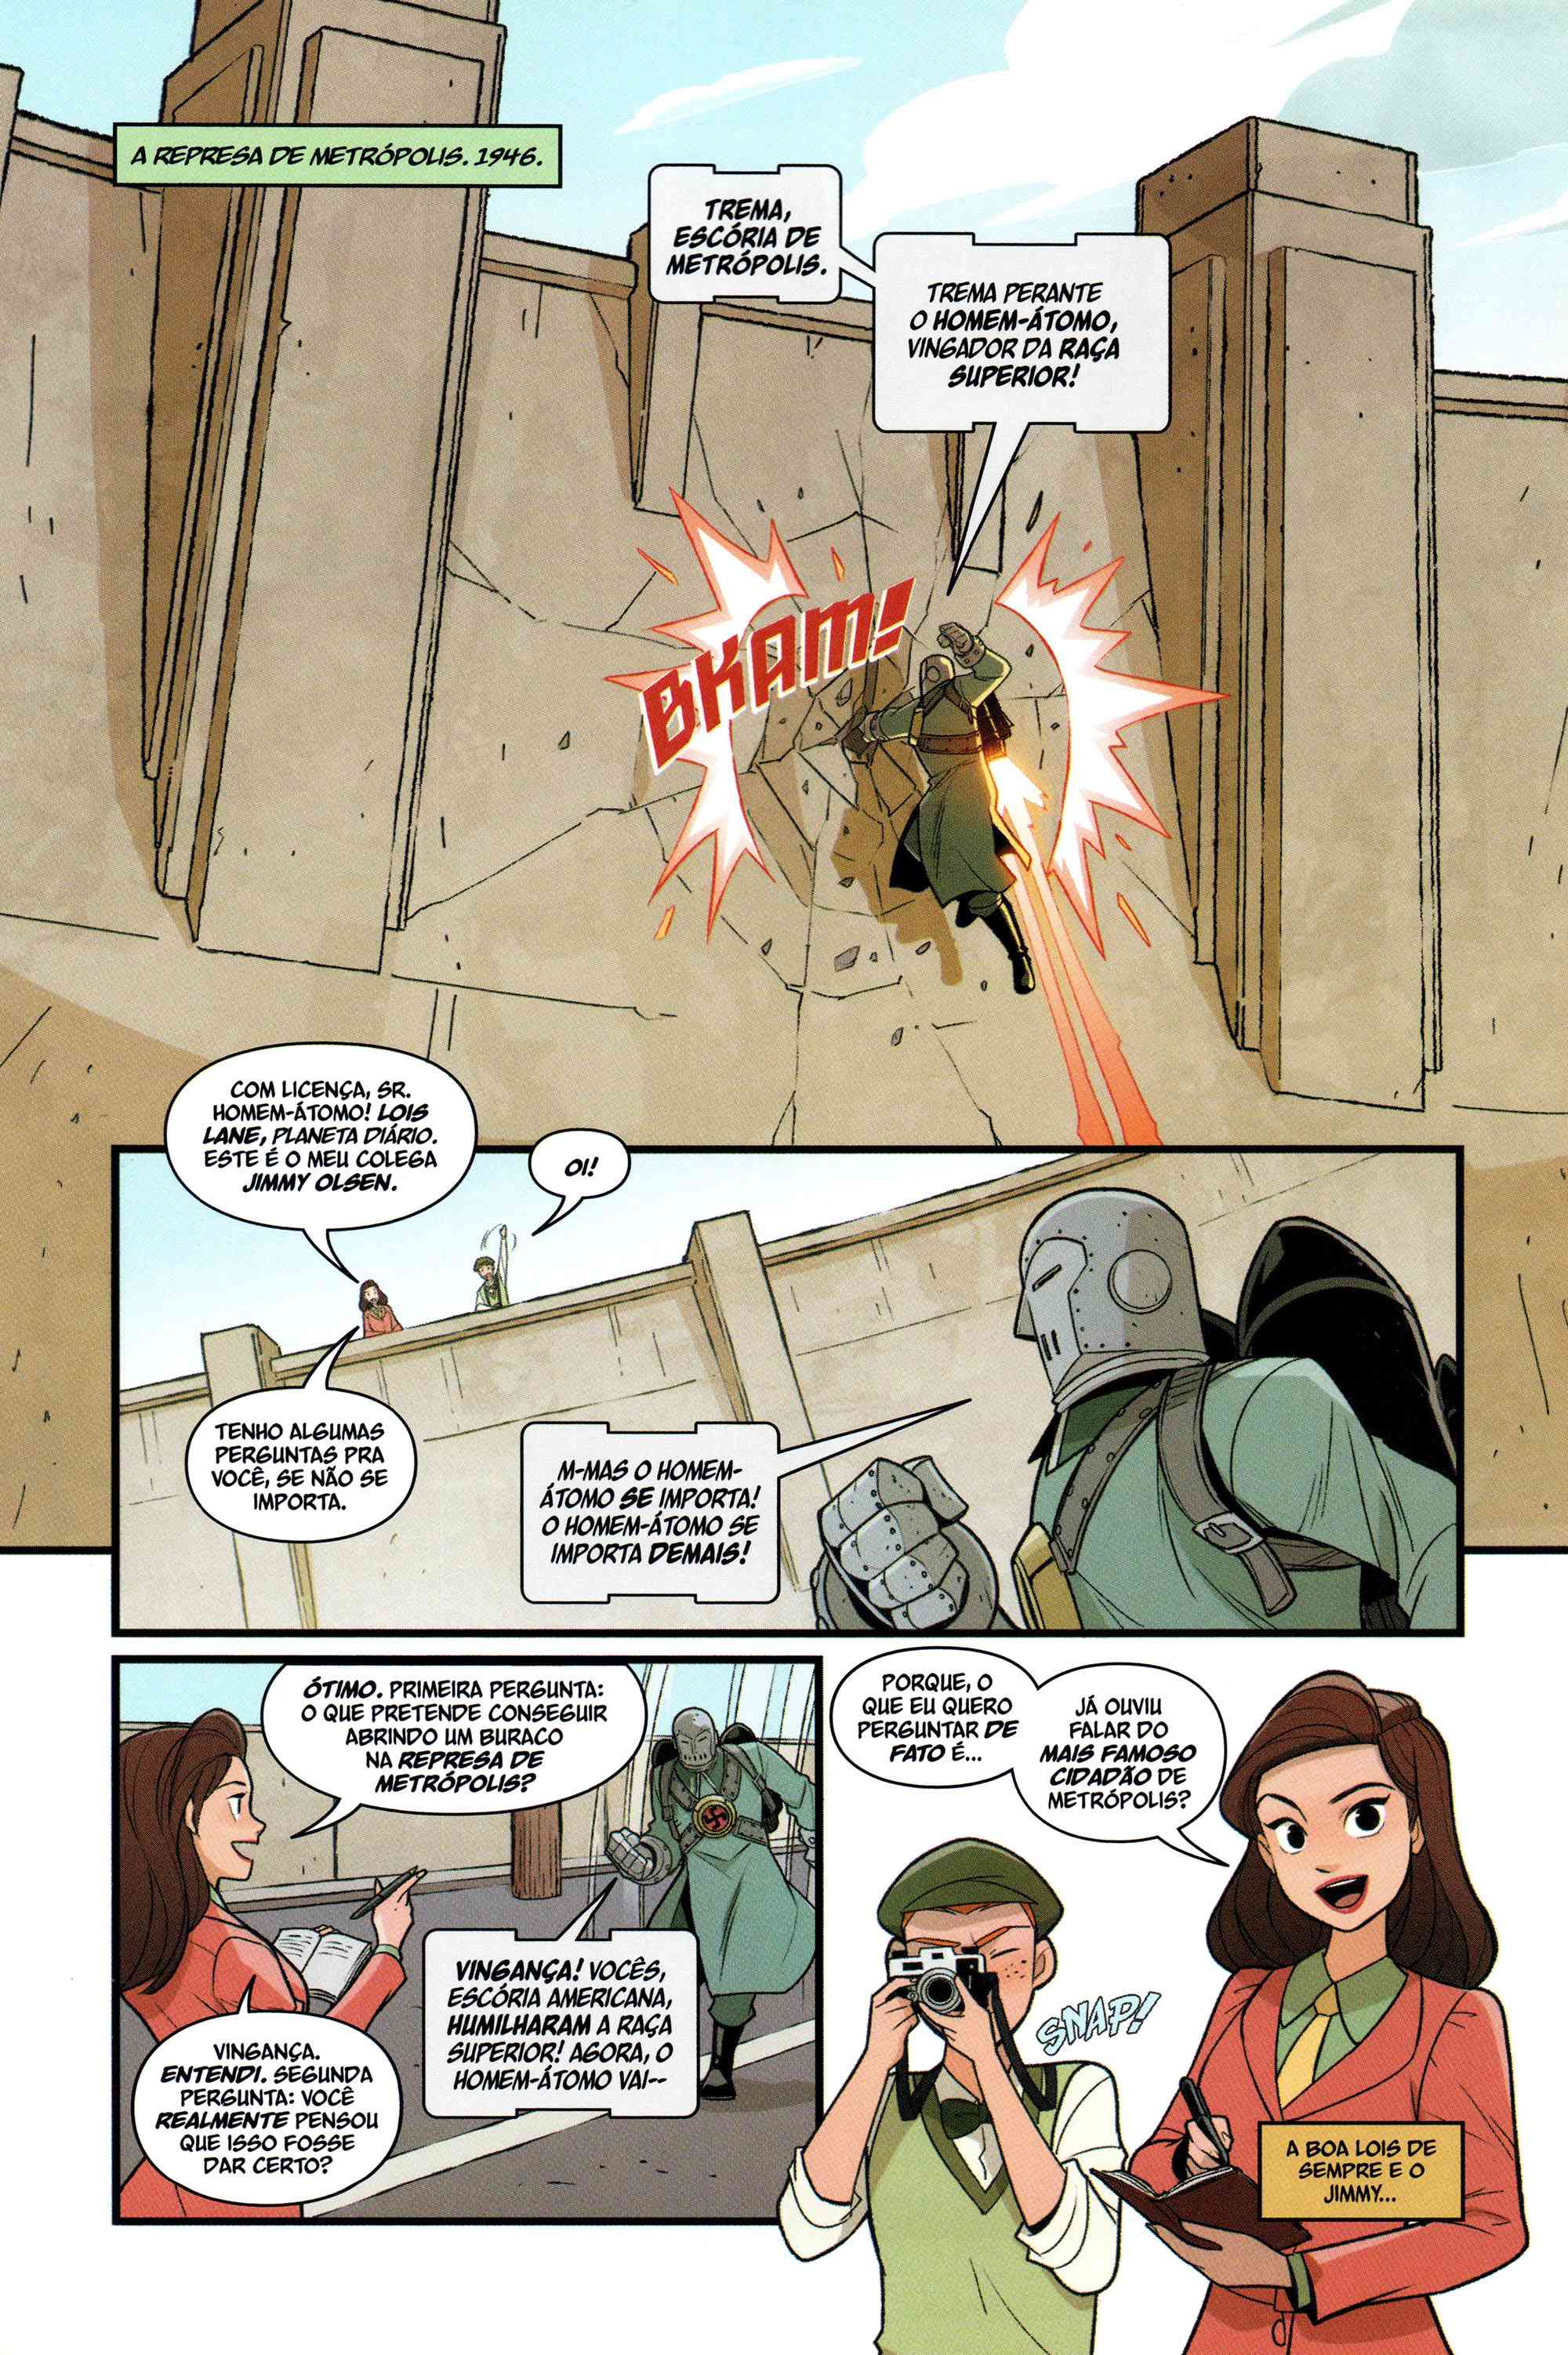 A REPRESA DE METRÓPOLIS. 1946.
TREMA,
ESCÓRIA DE
METRÓPOLIS.
TREMA PERANTE
O HOMEM-ÁTOMO,
VINGADOR DA RAÇA
SUPERIOR!
BKAM!
COM LICENÇA, SR.
HOMEM-ÁTOMO! LOIS
LANE, PLANETA DIÁRIO.
ESTE É O MEU COLEGA
JIMMY OLSEN.
OI!
TENHO ALGUMAS
PERGUNTAS PRA
VOCÊ, SE NÃO SE
IMPORTA.
M-MAS O HOMEM-
ÁTOMO SE IMPORTA!
O HOMEM-ÁTOMO SE
IMPORTA DEMAIS!
ÓTIMO. PRIMEIRA PERGUNTA:
O QUE PRETENDE CONSEGUIR
ABRINDO UM BURACO
NA REPRESA DE
METRÓPOLIS?
VINGANÇA! VOCÊS,
ESCÓRIA AMERICANA,
HUMILHARAM A RAÇA
SUPERIOR! AGORA, O
HOMEM-ÁTOMO VAI--
VINGANÇA.
ENTENDI. SEGUNDA
PERGUNTA: VOCÊ
REALMENTE PENSOU
QUE ISSO FOSSE
DAR CERTO?
PORQUE, O
QUE EU QUERO
PERGUNTAR DE
FATO É...
JÁ OUVIU
FALAR DO
MAIS FAMOSO
CIDADÃO DE
METRÓPOLIS?
SNAP!
A BOA LOIS DE
SEMPRE E O
JIMMY...